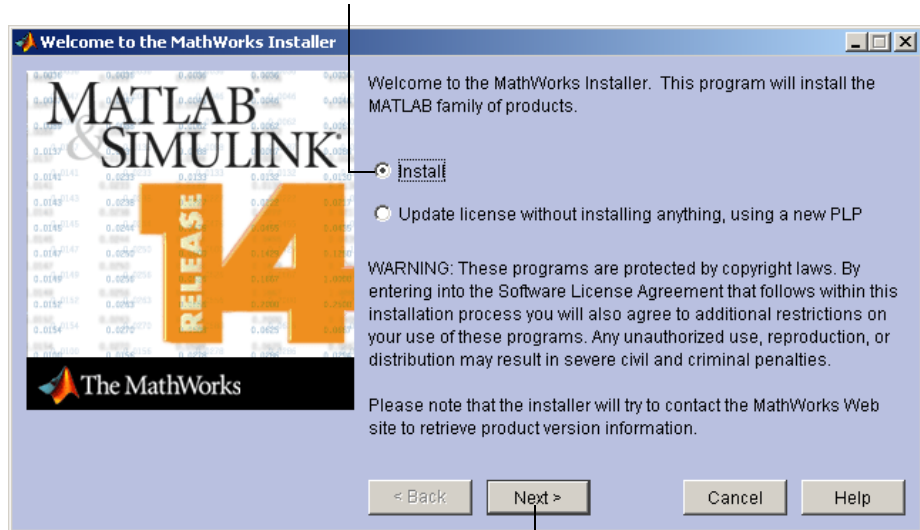 Welcome to the MathWorks Installer
MATLAB
& SIMULINK
RELEASE
14
The MathWorks
Welcome to the MathWorks Installer. This program will install the
MATLAB family of products.
Install
Update license without installing anything, using a new PLP
WARNING: These programs are protected by copyright laws. By
entering into the Software License Agreement that follows within this
installation process you will also agree to additional restrictions on
your use of these programs. Any unauthorized use, reproduction, or
distribution may result in severe civil and criminal penalties.
Please note that the installer will try to contact the MathWorks Web
site to retrieve product version information.
< Back
Next >
Cancel
Help